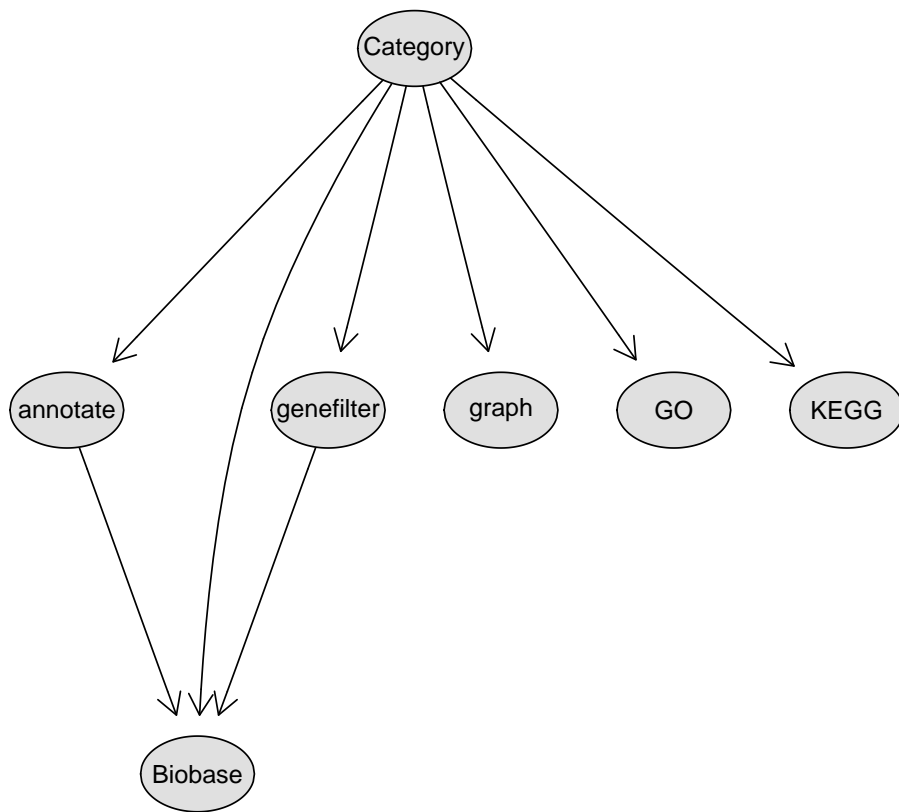 Category
annotate
genefilter
graph
GO
KEGG
Biobase